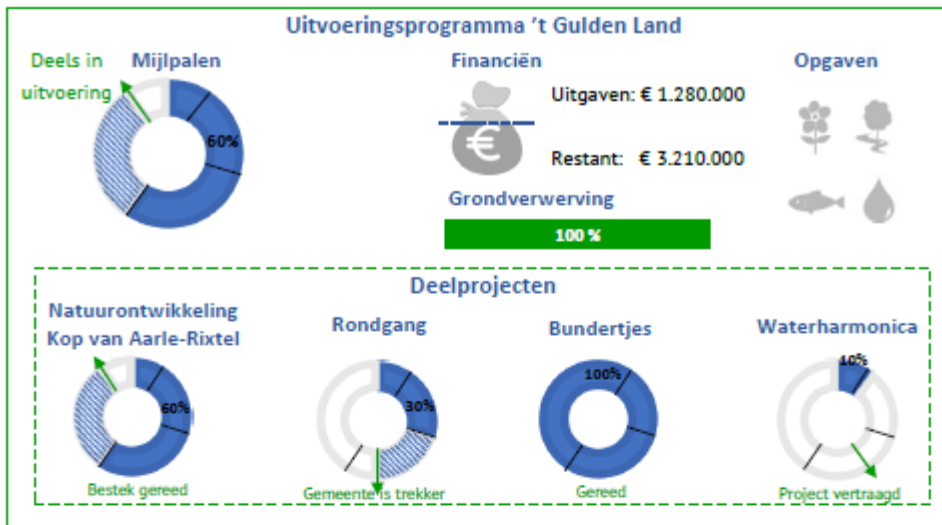 Uitvoeringsprogramma ’t Gulden Land
Deels in
uitvoering
Mijlpalen
60%
Financiën
Uitgaven: € 1.280.000
€
Restant: € 3.210.000
Opgaven
Grondverwerving
100 %
Deelprojecten
Natuurontwikkeling
Kop van Aarle-Rixtel
60%
Bestek gereed
Rondgang
30%
Gemeente is trekker
Bundertjes
100%
Gereed
Waterharmonica
10%
Project vertraagd